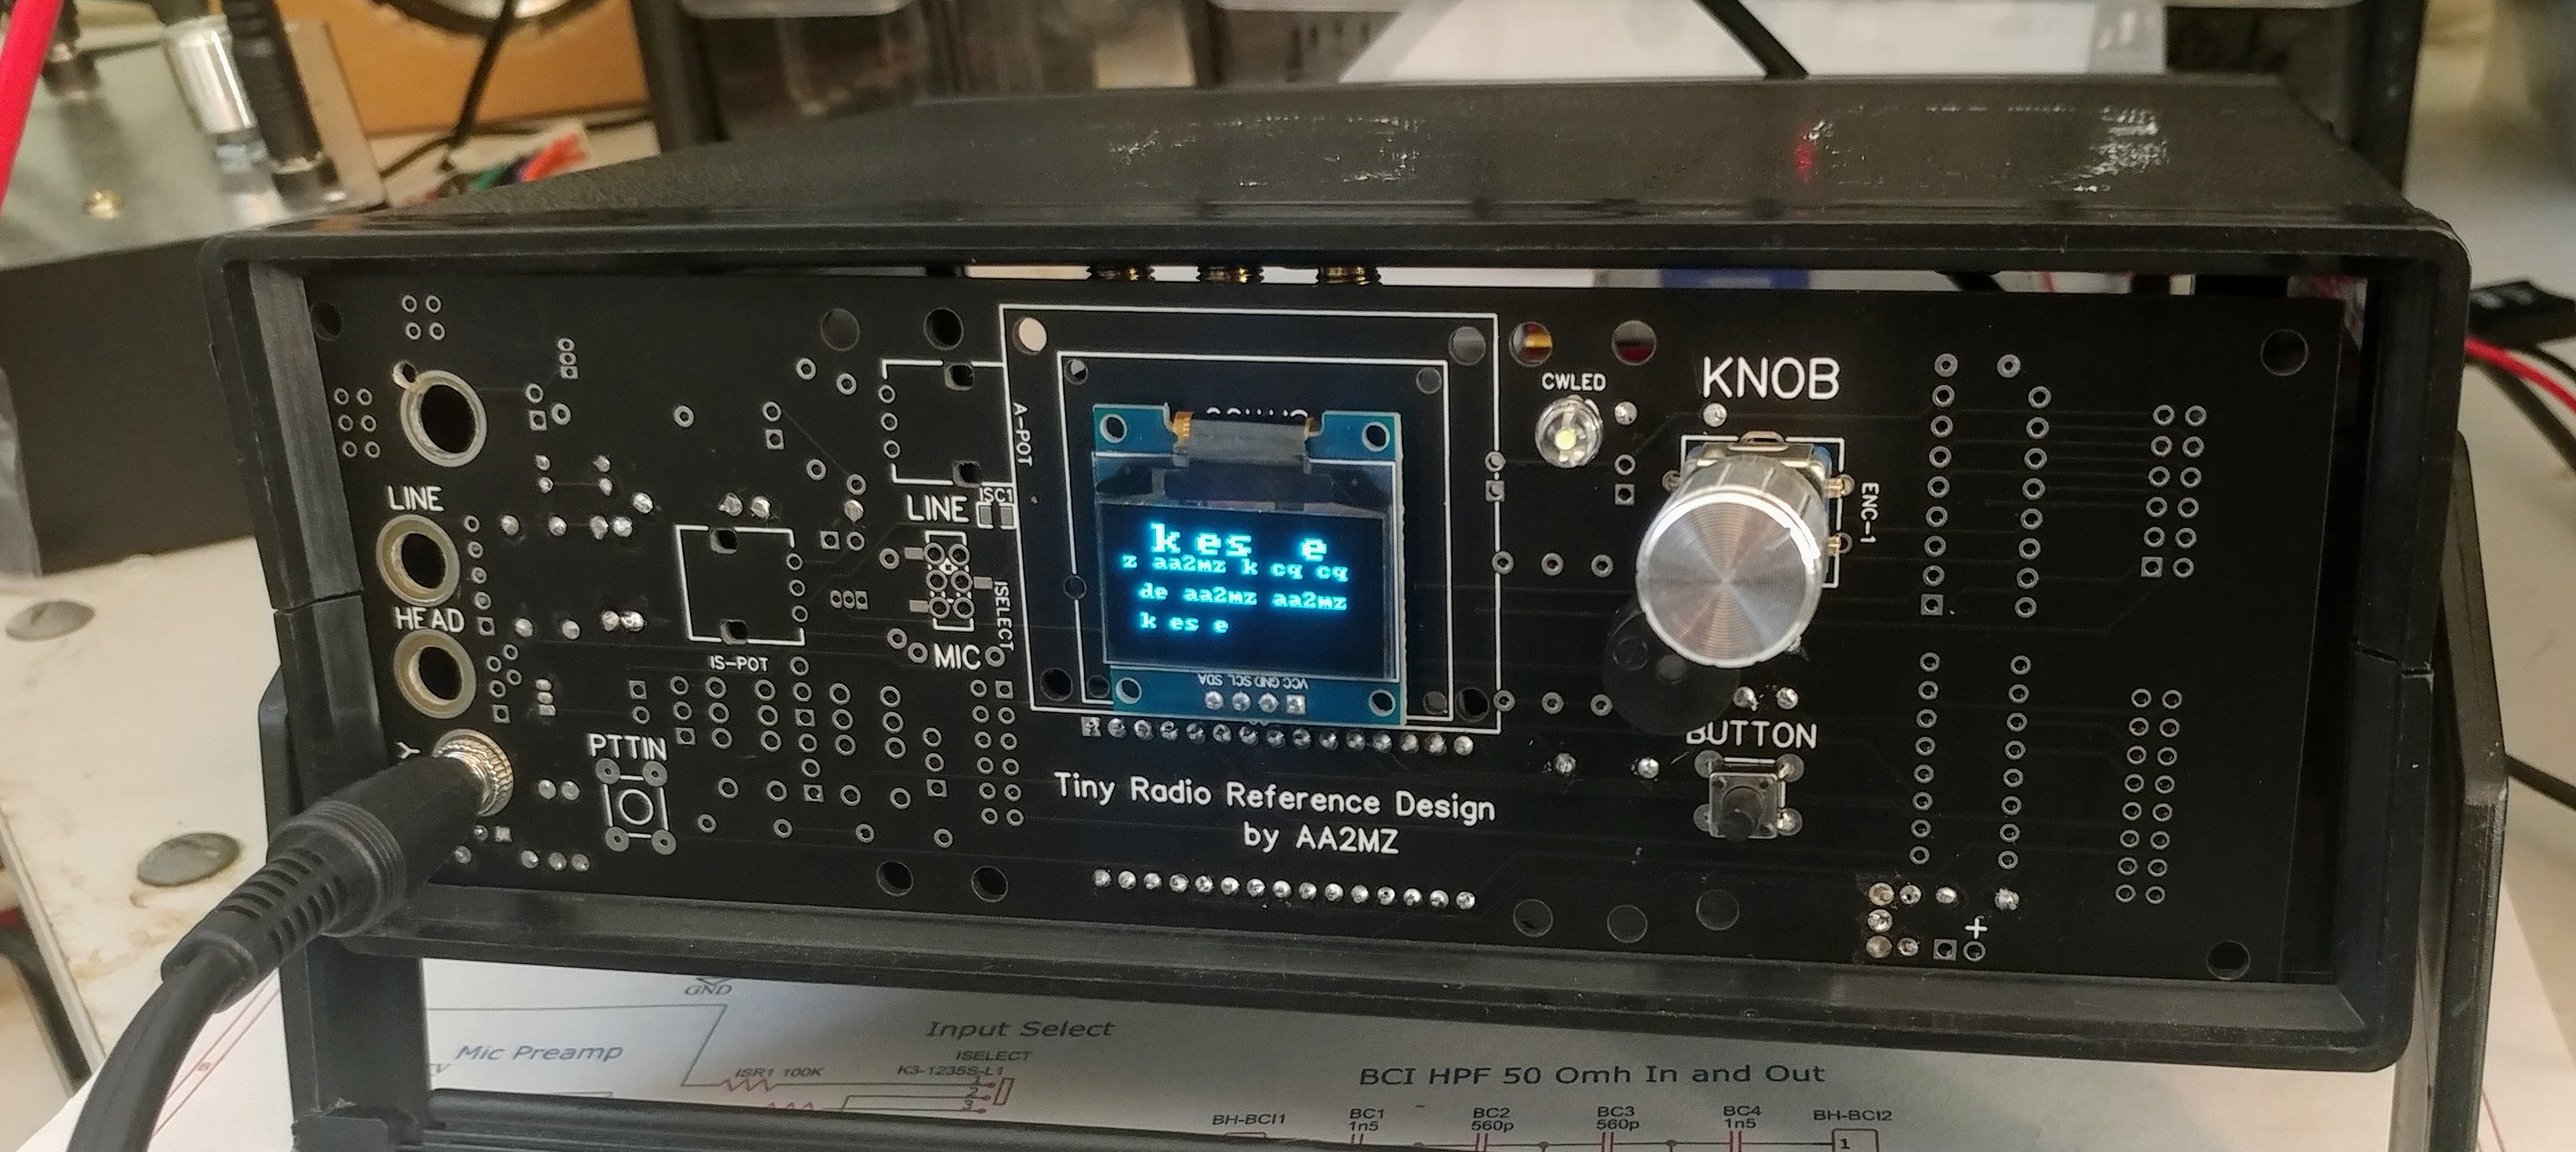 CWLED
KNOB
A-POT
ENC-1
LINE
LINE
ISC1
ISELECT
HEAD
IS-POT
MIC
k es e
z aa2mz k cq cq
de aa2mz aa2mz
k es e
VCC GND SCL SDA
PTTIN
BUTTON
Tiny Radio Reference Design
by AA2MZ
+
GND
Input Select
Mic Preamp
ISELECT
ISR1 100K
K3-1235S-L1
1
2
3
BCI HPF 50 Omh In and Out
BH-BCI1
BC1
1n5
BC2
560p
BC3
560p
BC4
1n5
BH-BCI2
1